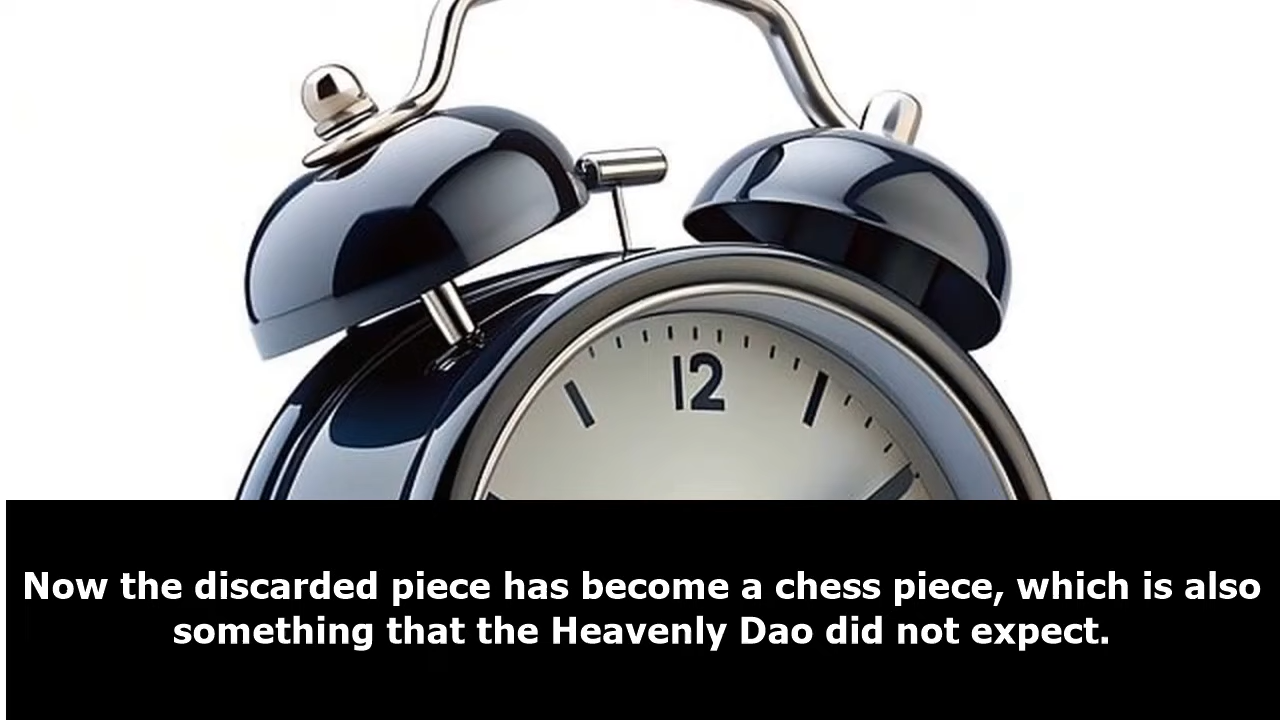 12
Now the discarded piece has become a chess piece, which is also
something that the Heavenly Dao did not expect.